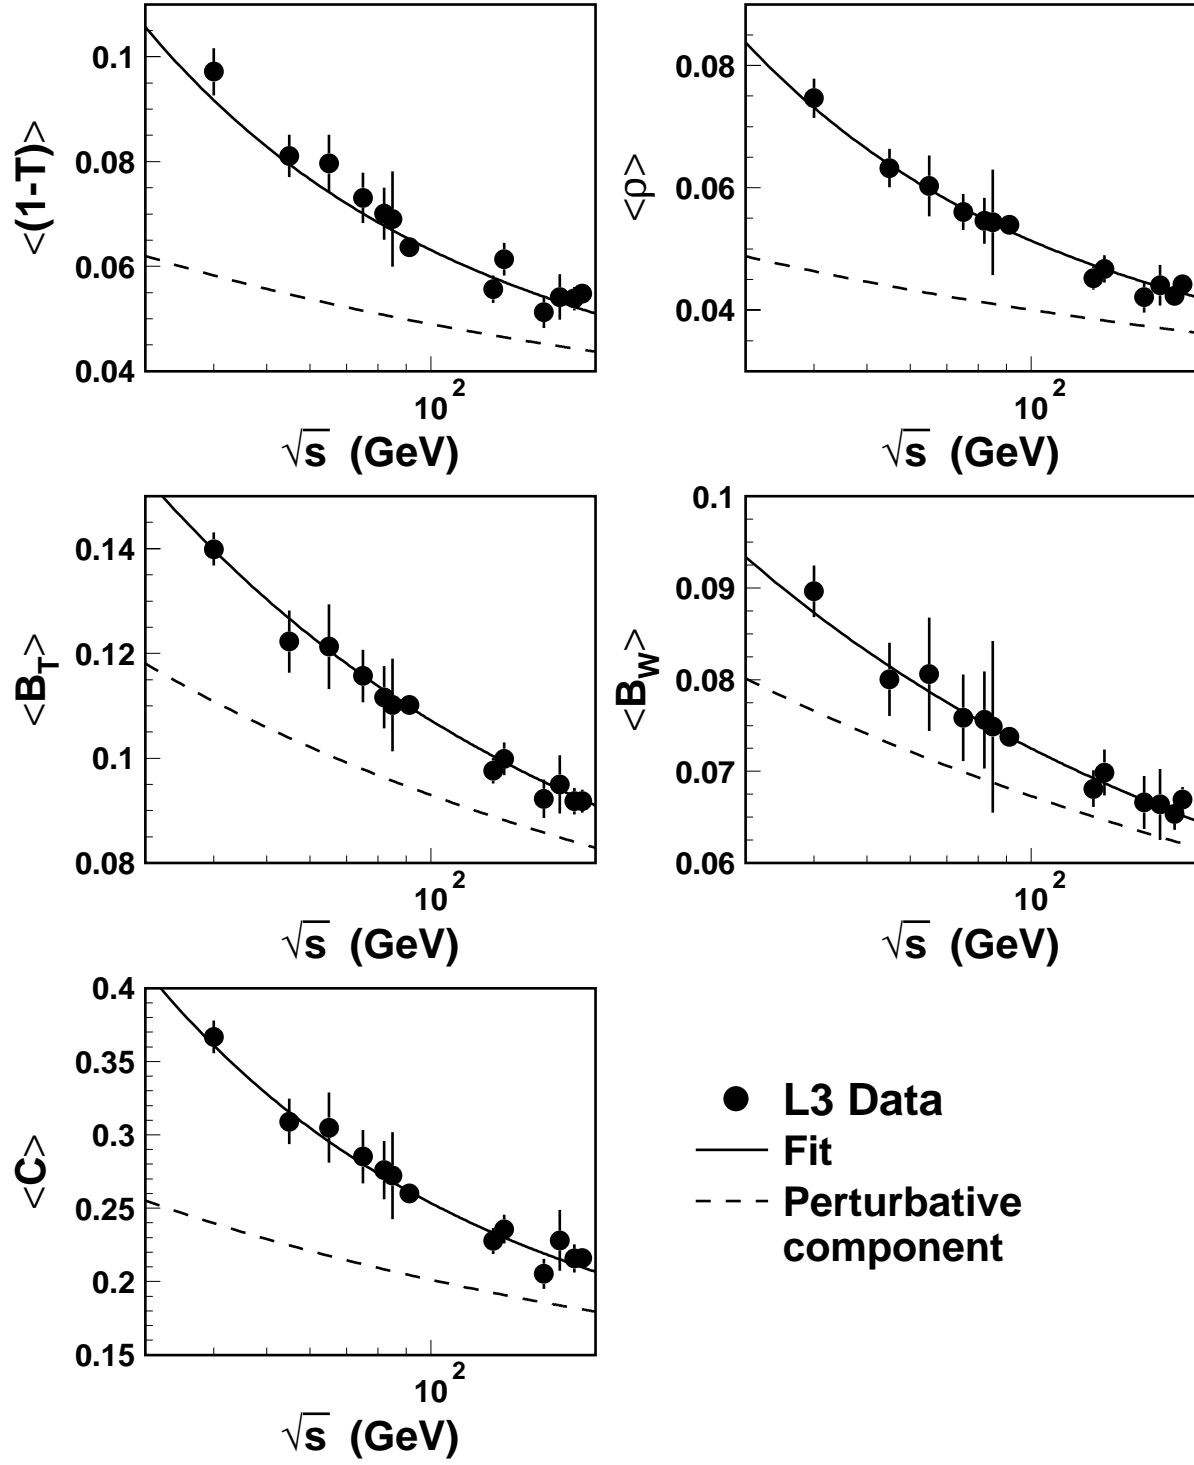 <(1-T)>
0.1
0.08
0.06
0.04
10²
√s (GeV)
<ρ>
0.08
0.06
0.04
10²
√s (GeV)
<B_T>
0.14
0.12
0.1
0.08
10²
√s (GeV)
<B_W>
0.1
0.09
0.08
0.07
0.06
10²
√s (GeV)
<C>
0.4
0.35
0.3
0.25
0.2
0.15
10²
√s (GeV)
L3 Data
Fit
Perturbative
component